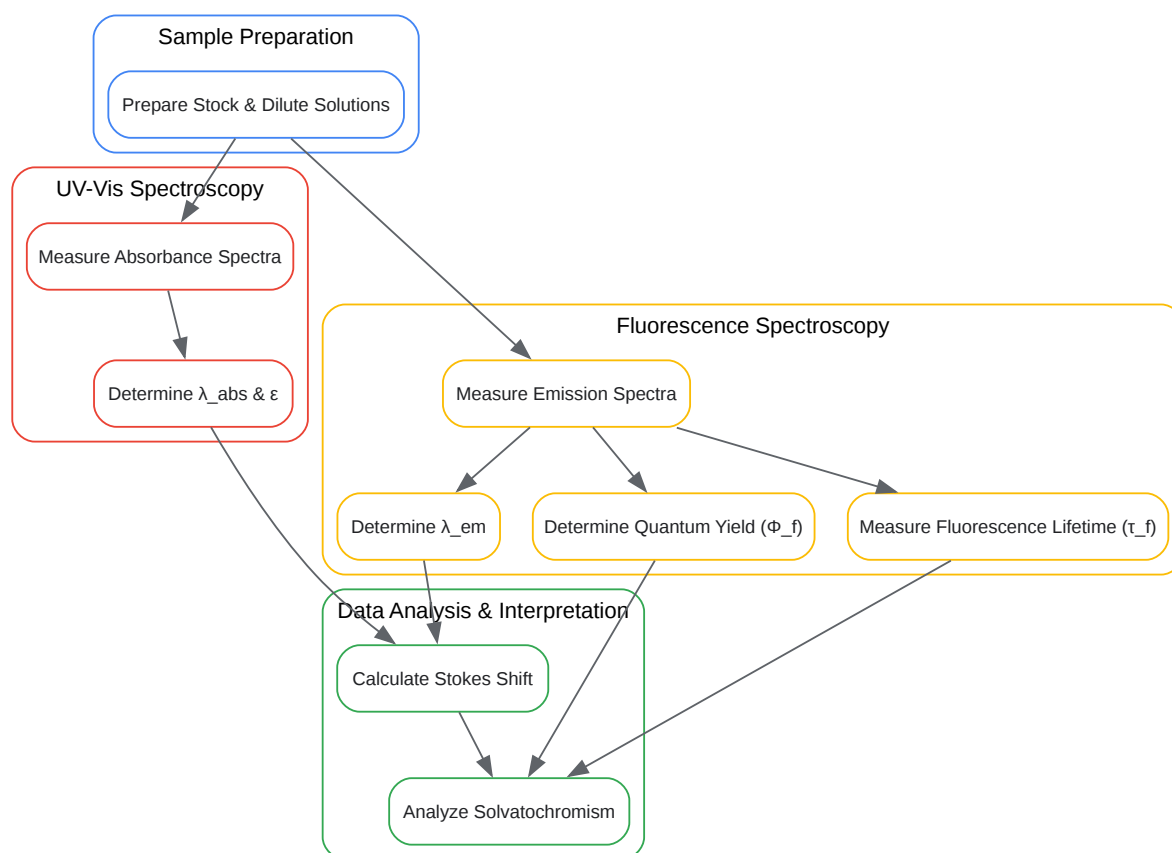 Sample Preparation
Prepare Stock & Dilute Solutions
UV-Vis Spectroscopy
Measure Absorbance Spectra
Determine λ_abs & ε
Fluorescence Spectroscopy
Measure Emission Spectra
Determine λ_em
Determine Quantum Yield (Φ_f)
Measure Fluorescence Lifetime (τ_f)
Data Analysis & Interpretation
Calculate Stokes Shift
Analyze Solvatochromism